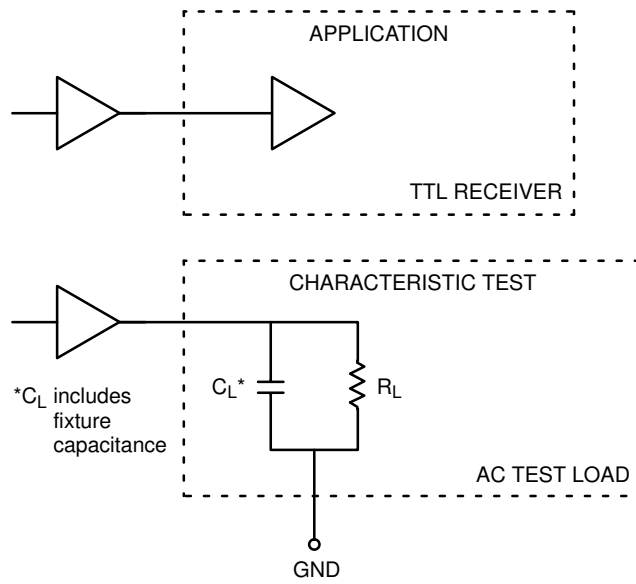 APPLICATION
TTL RECEIVER
CHARACTERISTIC TEST
*CL includes
fixture
capacitance
CL*
RL
AC TEST LOAD
GND